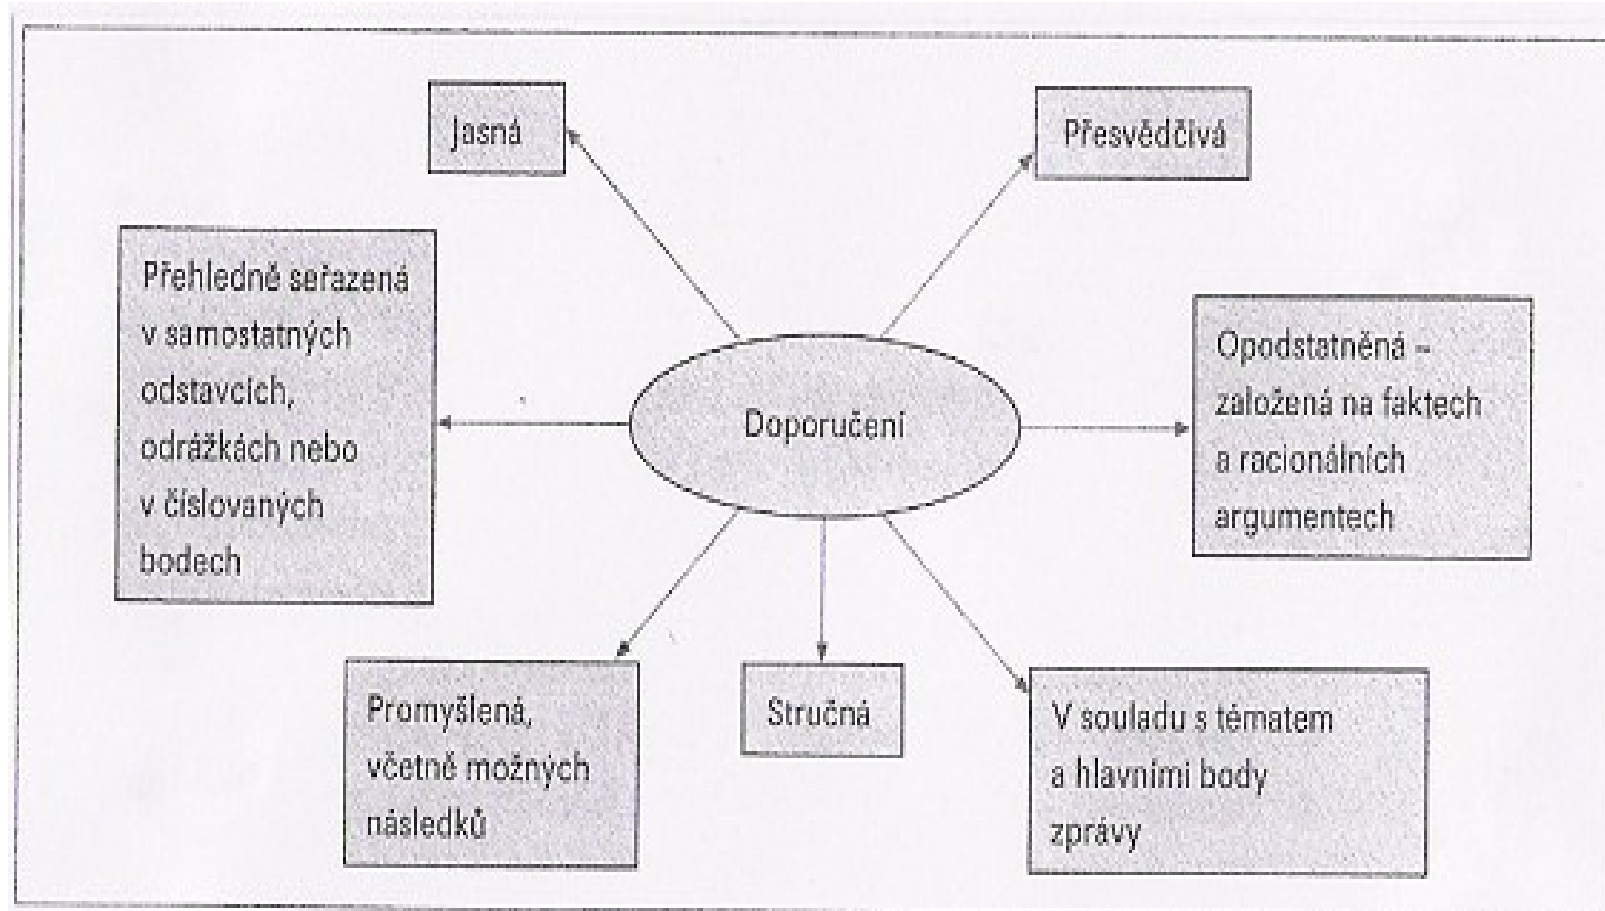 Jasná
Přesvědčivá
Přehledně seřazená
v samostatných
odstavcích,
odrážkách nebo
v číslovaných
bodech
Doporučení
Opodstatněná –
založená na faktech
a racionálních
argumentech
Promyšlená,
včetně možných
následků
Stručná
V souladu s tématem
a hlavními body
zprávy